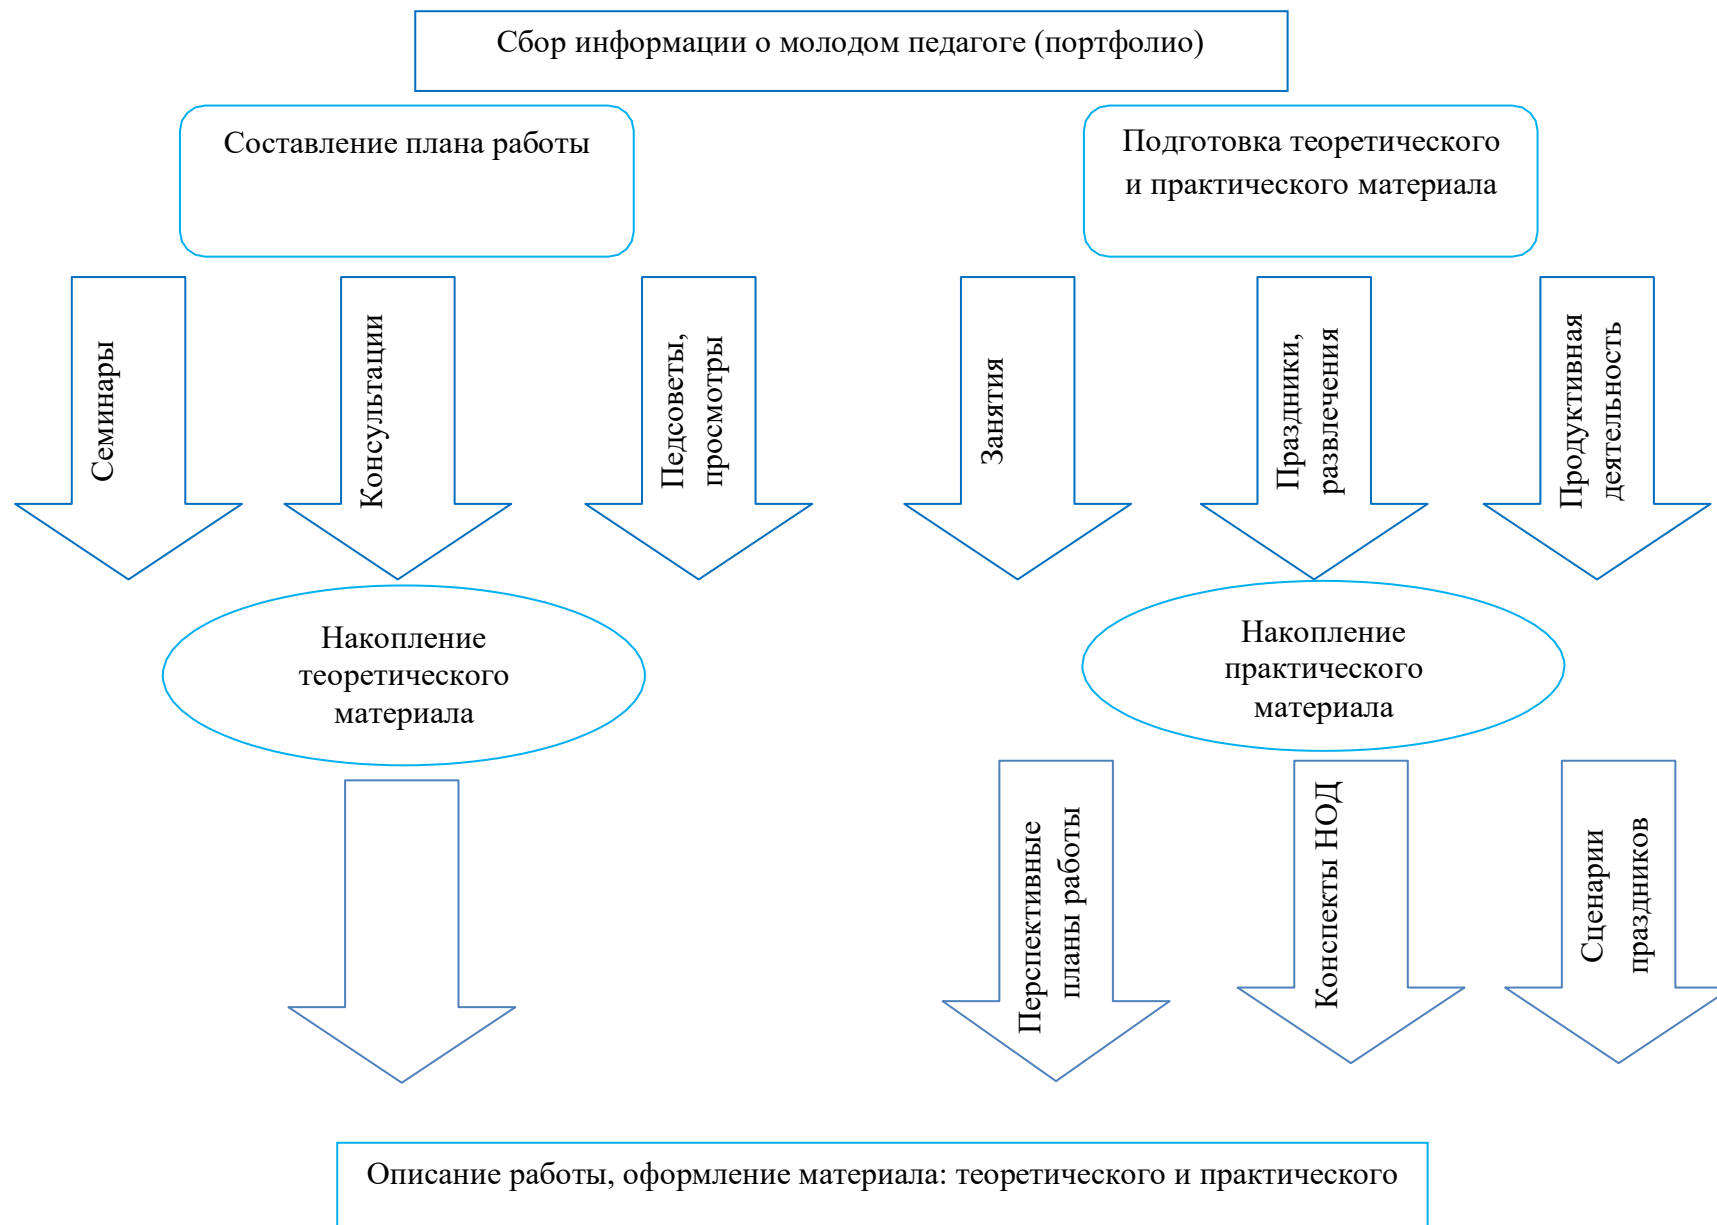 Сбор информации о молодом педагоге (портфолио)
Составление плана работы
Подготовка теоретического
и практического материала
Семинары
Консультации
Педсоветы,
просмотры
Занятия
Праздники,
развлечения
Продуктивная
деятельность
Накопление
теоретического
материала
Накопление
практического
материала
Перспективные
планы работы
Конспекты НОД
Сценарии
праздников
Описание работы, оформление материала: теоретического и практического